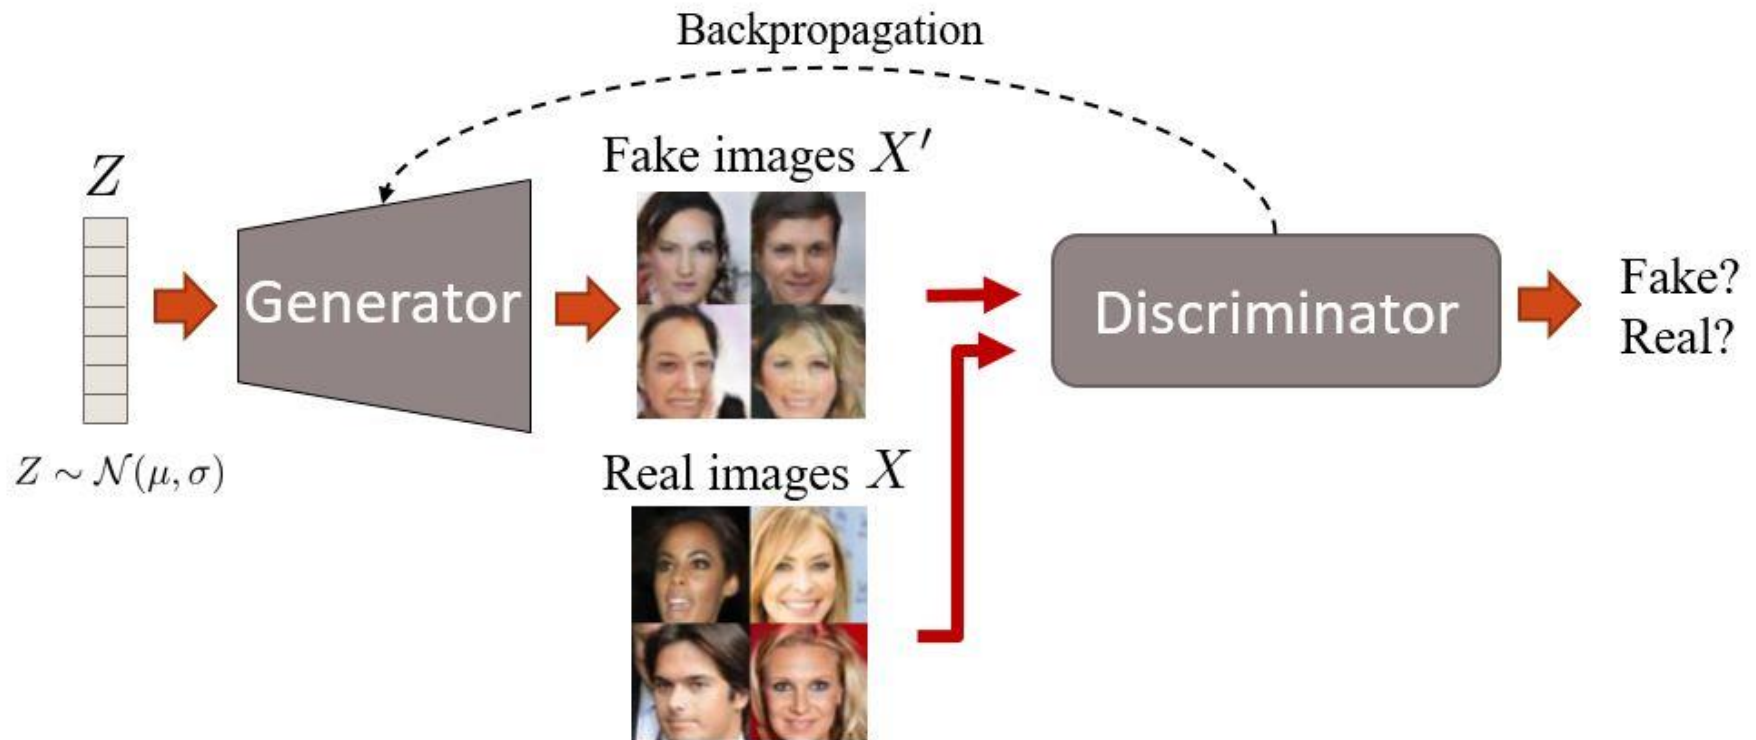 Backpropagation
Z
Fake images X′
Generator
Discriminator
Fake?
Real?
Z ∼ 𝒩(μ, σ)
Real images X